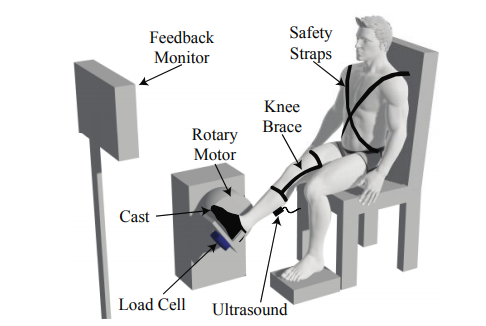 Feedback
Monitor
Safety
Straps
Knee
Brace
Rotary
Motor
Cast
Load Cell
Ultrasound